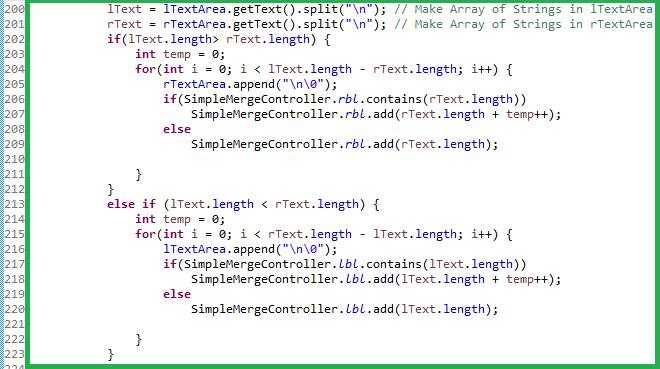 200 lText = lTextArea.getText().split("\n"); // Make Array of Strings in lTextArea
201 rText = rTextArea.getText().split("\n"); // Make Array of Strings in rTextArea
202 if(lText.length> rText.length) {
203 int temp = 0;
204 for(int i = 0; i < lText.length - rText.length; i++) {
205 rTextArea.append("\n\0");
206 if(SimpleMergeController.rbl.contains(rText.length))
207 SimpleMergeController.rbl.add(rText.length + temp++);
208 else
209 SimpleMergeController.rbl.add(rText.length);
210
211 }
212 }
213 else if (lText.length < rText.length) {
214 int temp = 0;
215 for(int i = 0; i < rText.length - lText.length; i++) {
216 lTextArea.append("\n\0");
217 if(SimpleMergeController.lbl.contains(lText.length))
218 SimpleMergeController.lbl.add(lText.length + temp++);
219 else
220 SimpleMergeController.lbl.add(lText.length);
221
222 }
223 }